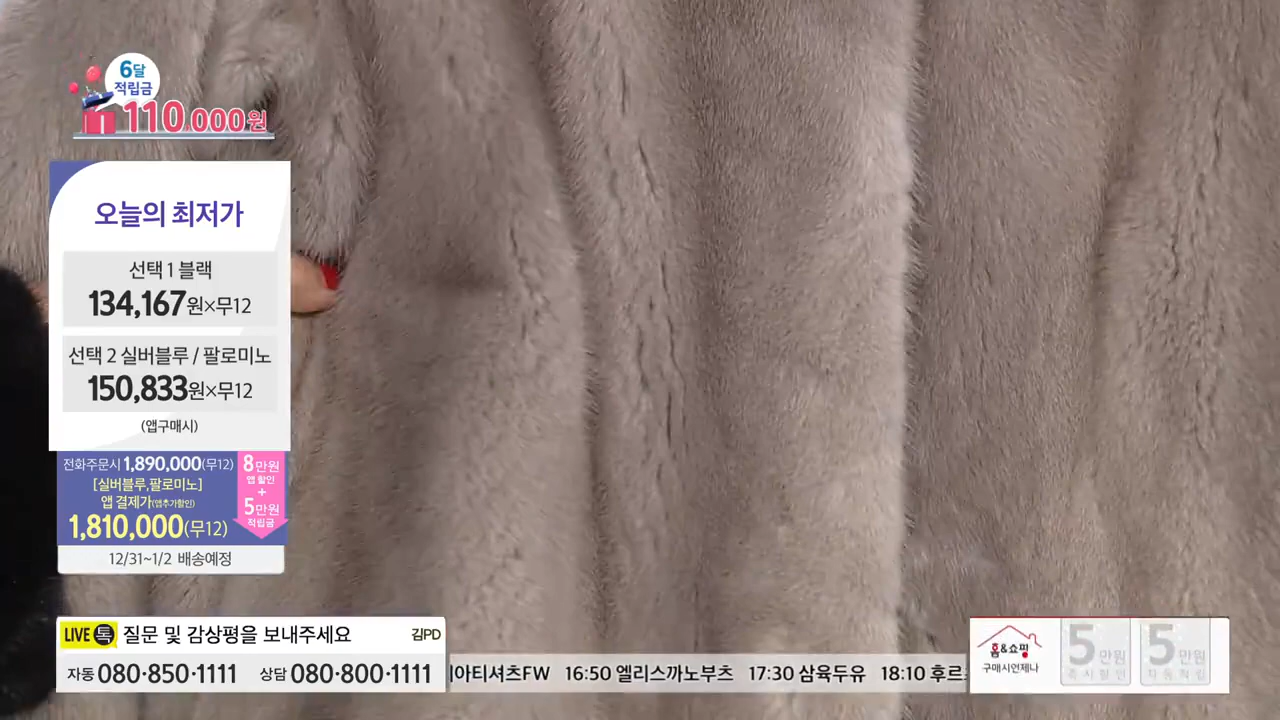 6달
적립금
110,000원
오늘의 최저가
선택 1 블랙
134,167원×무12
선택 2 실버블루 / 팔로미노
150,833원×무12
(앱구매시)
전화주문시 1,890,000(무12)
[실버블루,팔로미노]
앱 결제가(앱추가할인)
1,810,000(무12)
8만원
앱 할인
+
5만원
적립금
12/31~1/2 배송예정
LIVE 톡 질문 및 감상평을 보내주세요 김PD
자동 080·850·1111 상담 080·800·1111
아티셔츠FW 16:50 엘리스까노부츠 17:30 삼육두유 18:10 후르
홈&쇼핑
구매시언제나
5만원
즉시할인
5만원
자동적립